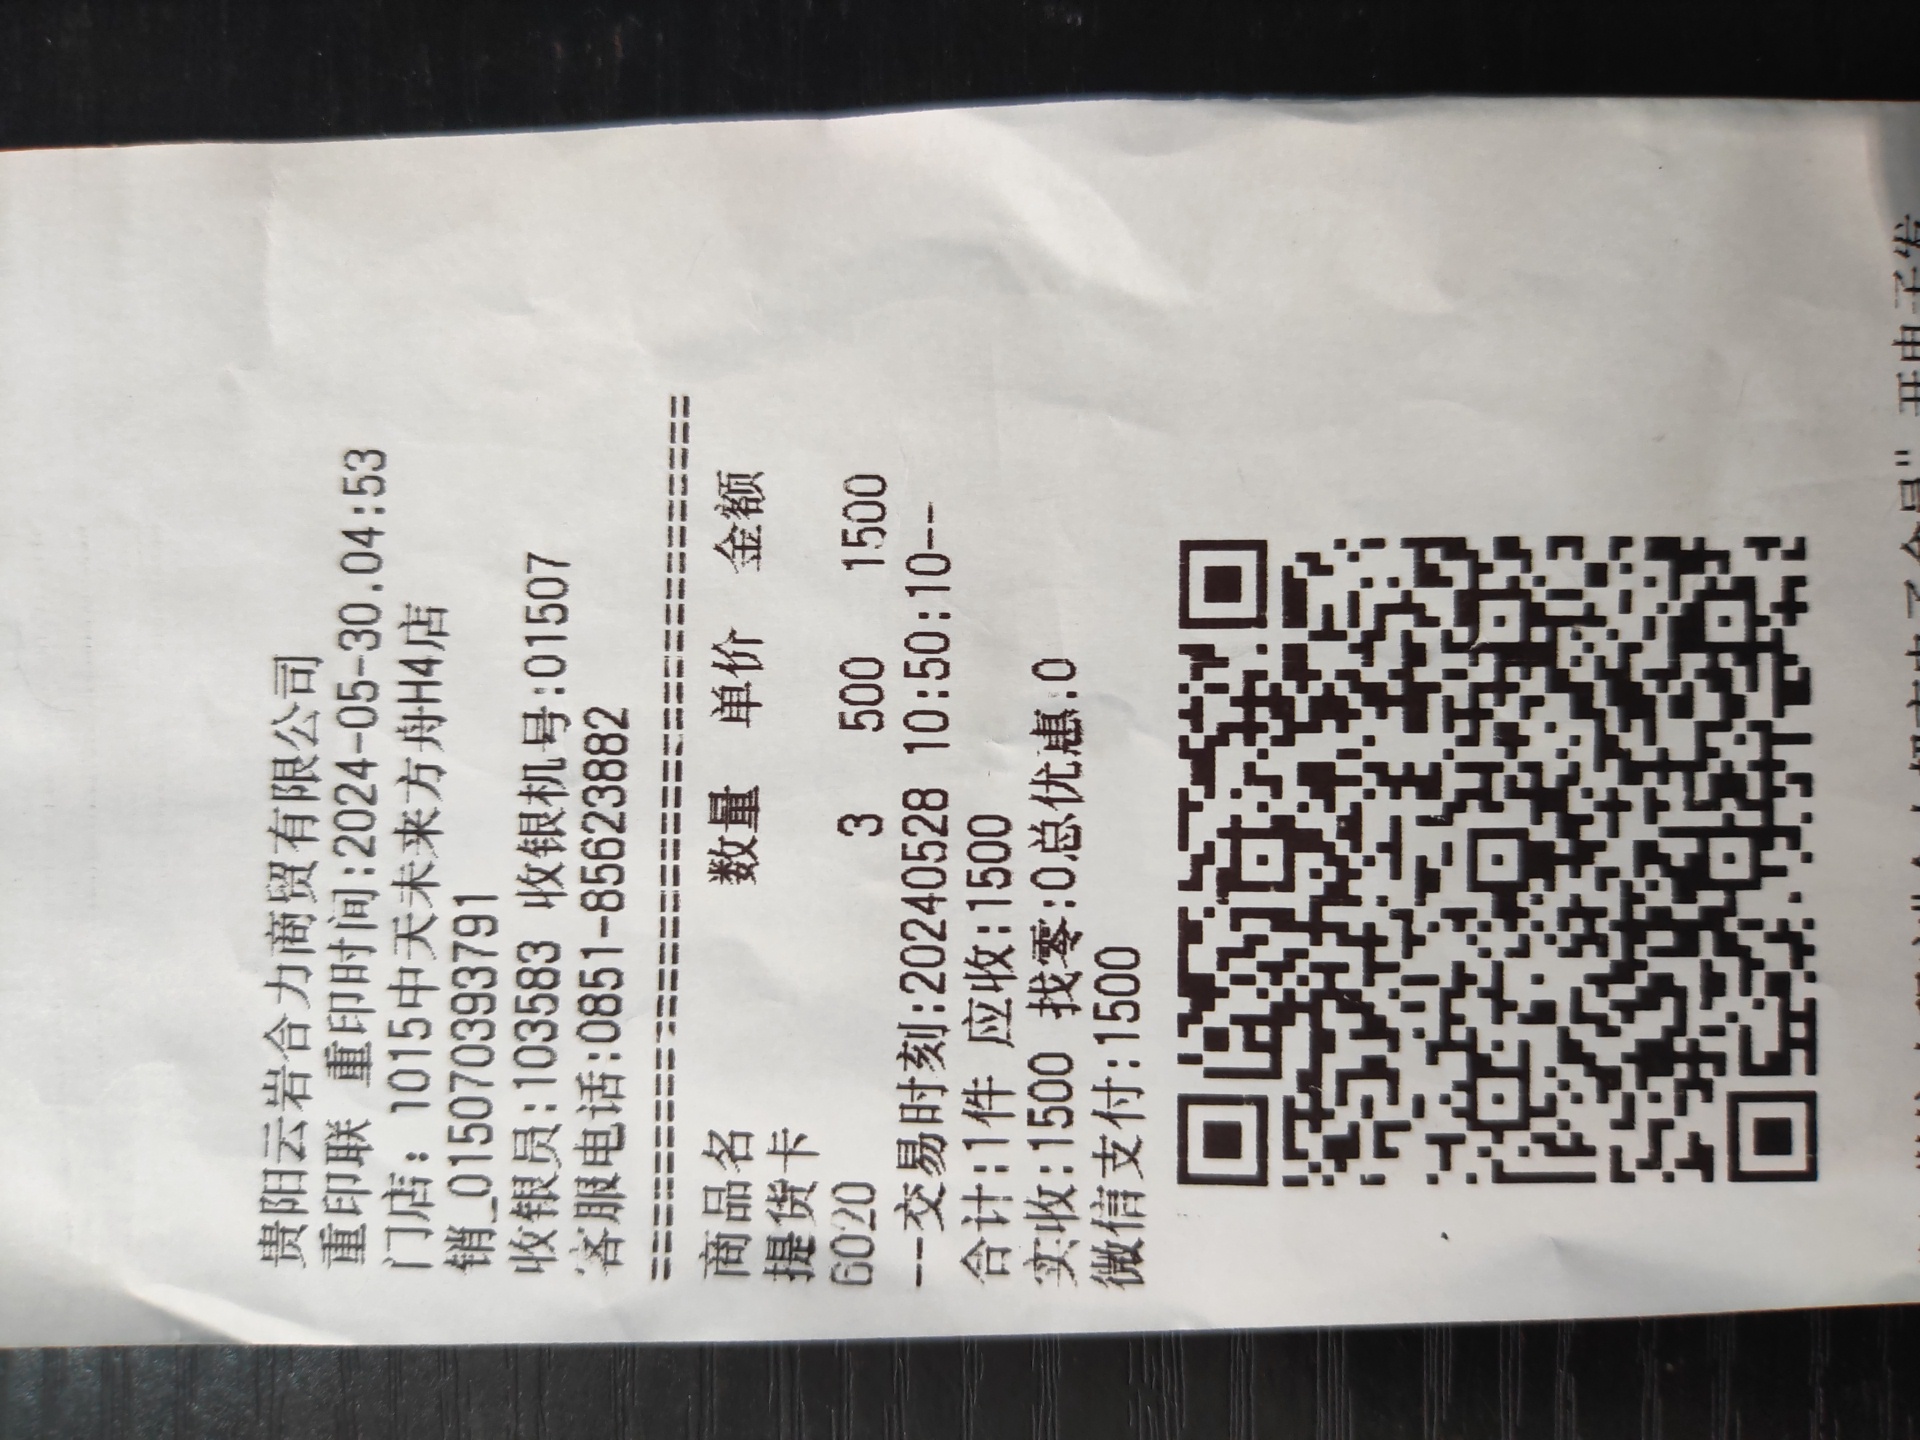 贵阳云岩合力商贸有限公司
重印联 重印时间:2024-05-30.04:53
门店: 1015中天未来方舟H4店
销_01507039379​1
收银员:103583 收银机号:01507
客服电话:0851-85623882
==========================================
商品名 数量 单价 金额
提货卡
6020 3 500 1500
--交易时刻:20240528 10:50:10--
合计:1件 应收:1500
实收:1500 找零:0总优惠:0
微信支付:1500